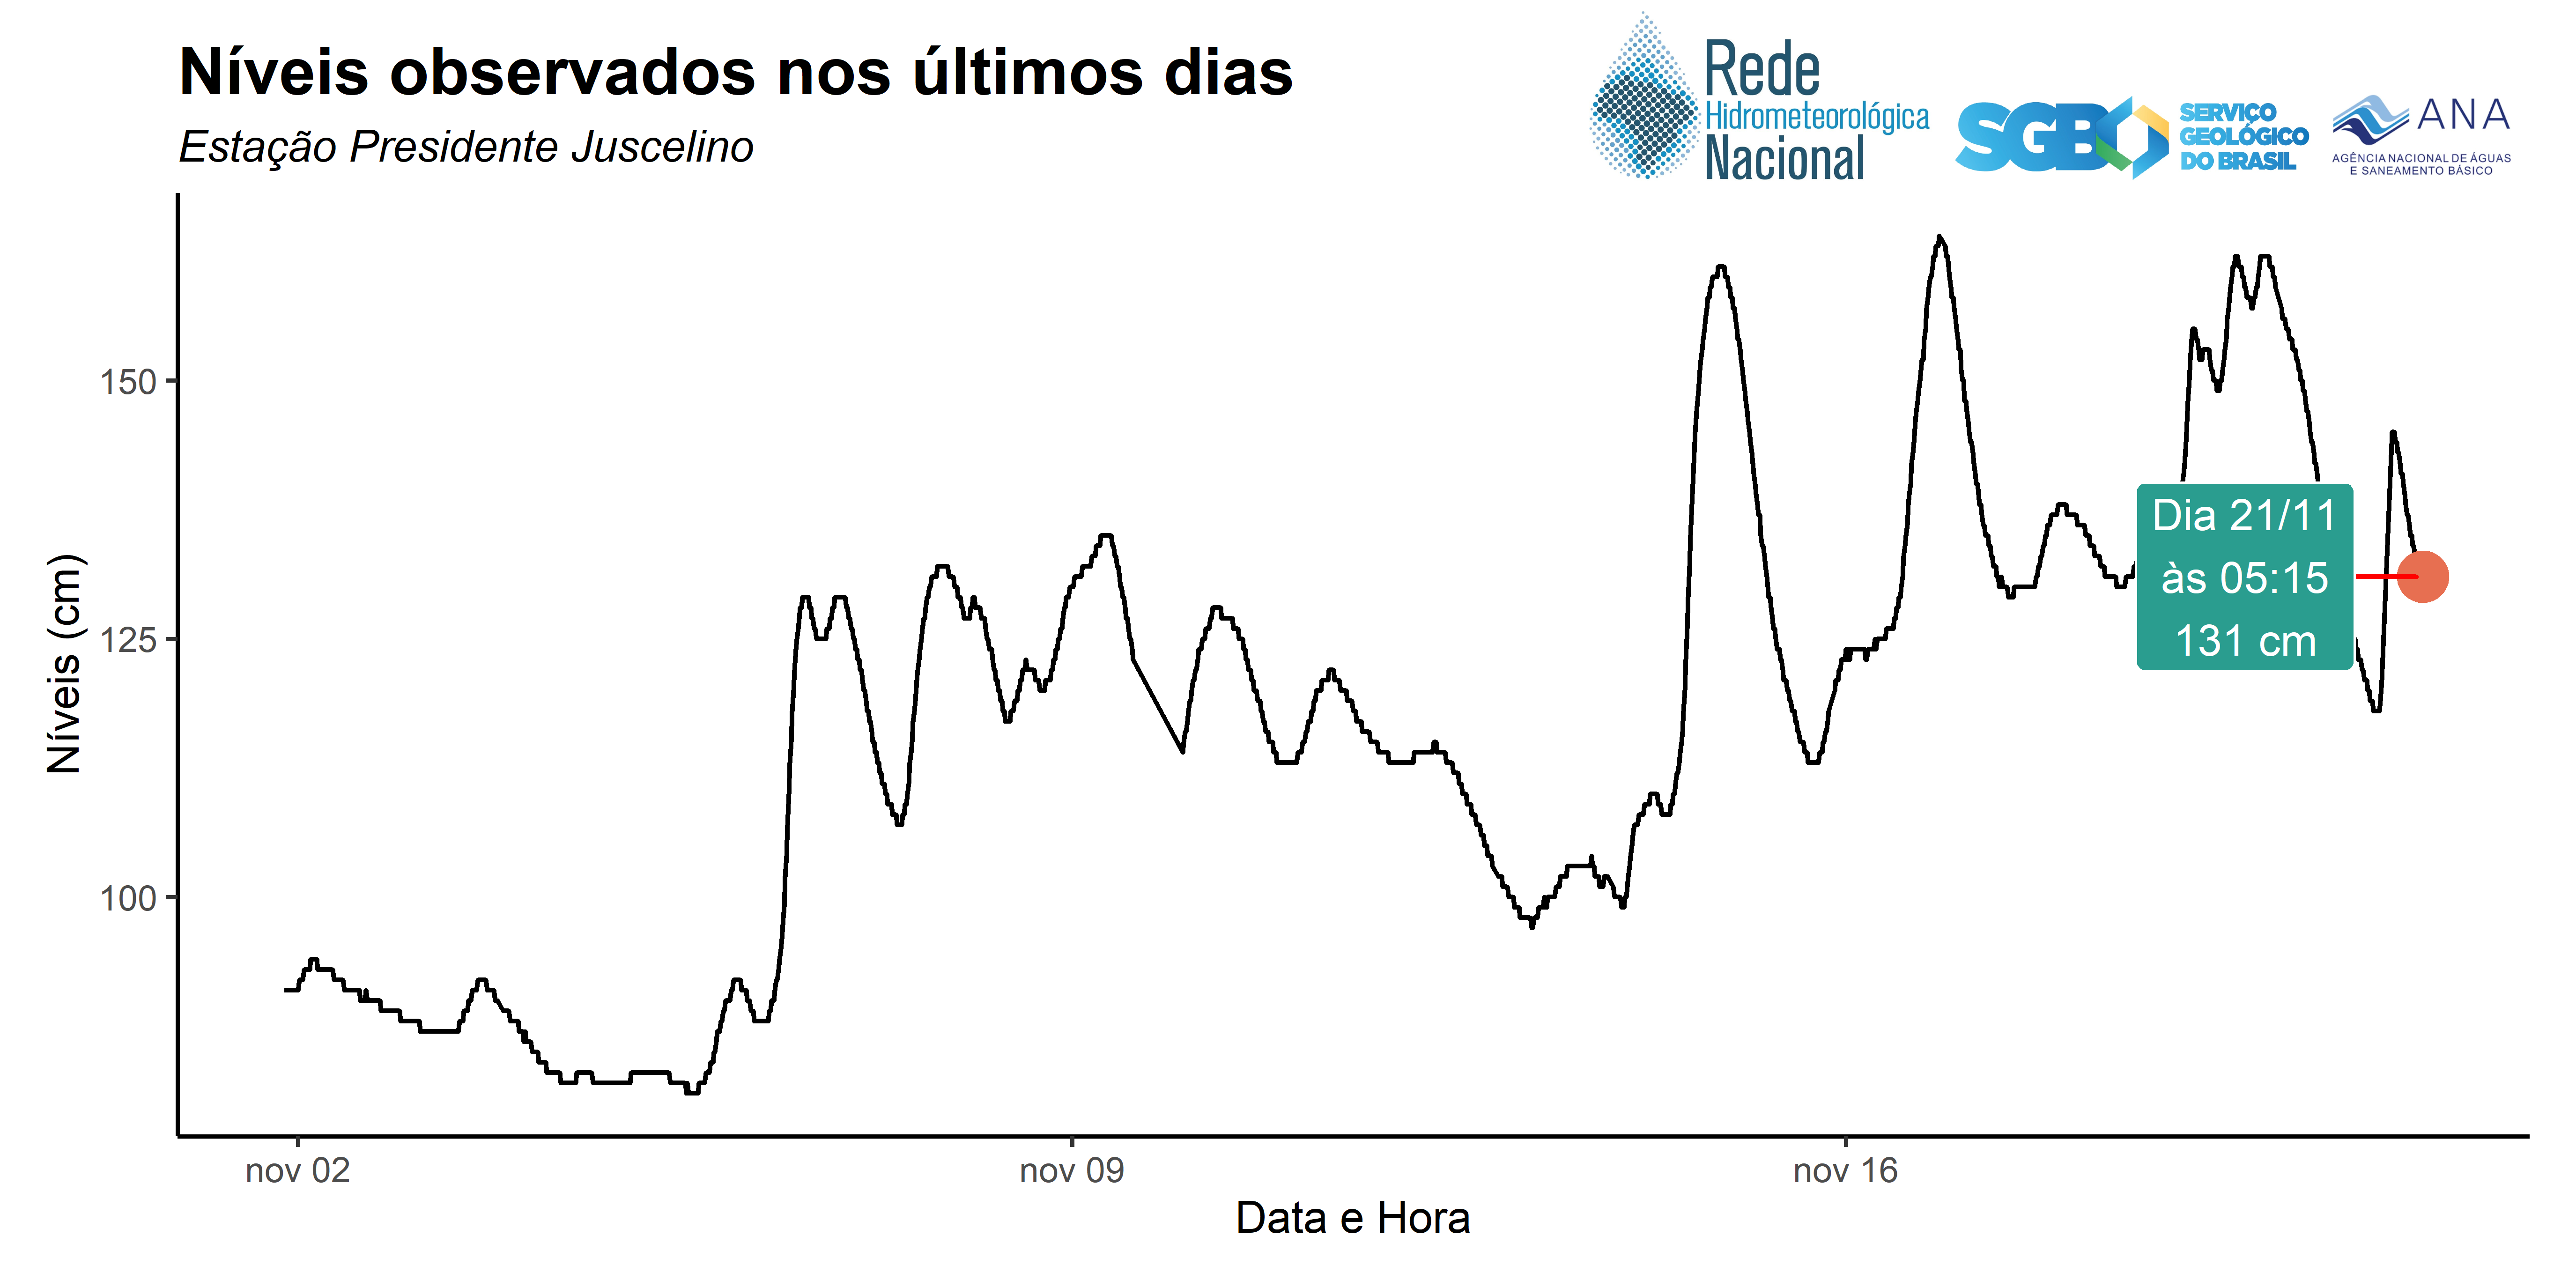 Níveis observados nos últimos dias
Estação Presidente Juscelino
Rede
Hidrometeorológica
Nacional
SGB
SERVIÇO
GEOLÓGICO
DO BRASIL
ANA
AGÊNCIA NACIONAL DE ÁGUAS
E SANEAMENTO BÁSICO
Níveis (cm)
150
125
100
Dia 21/11
às 05:15
131 cm
nov 02
nov 09
nov 16
Data e Hora